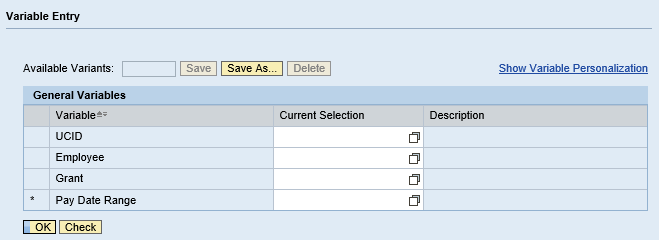 Variable Entry
Available Variants: Save Save As... Delete Show Variable Personalization
General Variables
Variable Current Selection Description
UCID
Employee
Grant
* Pay Date Range
OK Check